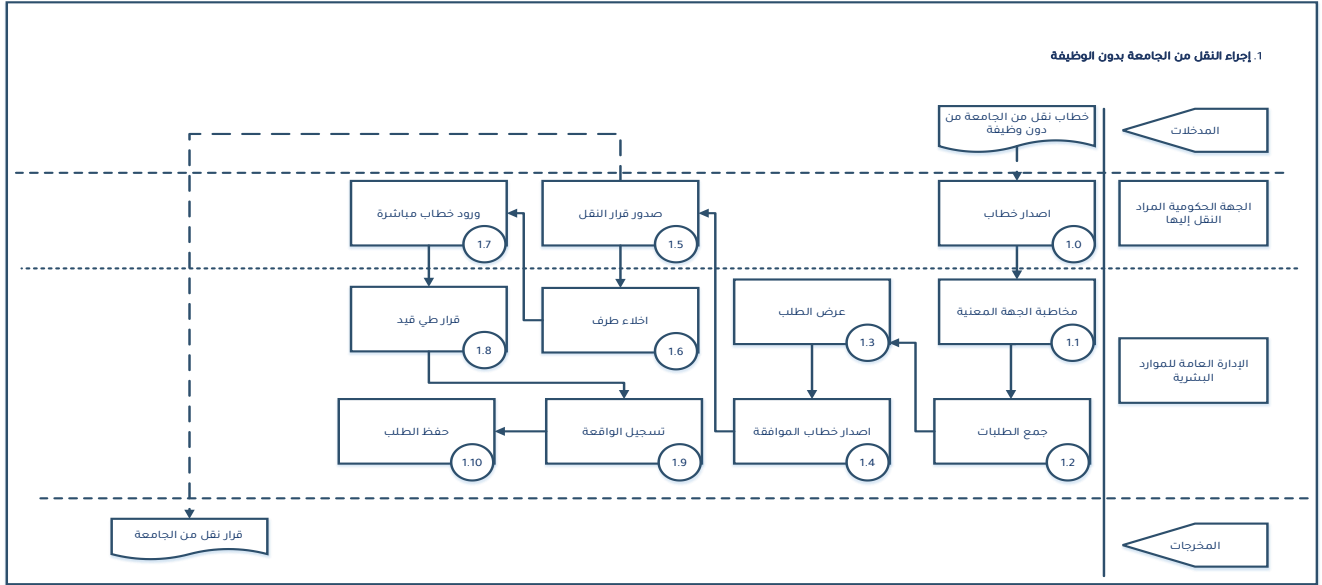 1. إجراء النقل من الجامعة بدون الوظيفة
المدخلات
خطاب نقل من الجامعة من
دون وظيفة
الجهة الحكومية المراد
النقل إليها
اصدار خطاب
1.0
صدور قرار النقل
1.5
ورود خطاب مباشرة
1.7
الإدارة العامة للموارد
البشرية
مخاطبة الجهة المعنية
1.1
عرض الطلب
1.3
اخلاء طرف
1.6
قرار طي قيد
1.8
جمع الطلبات
1.2
اصدار خطاب الموافقة
1.4
تسجيل الواقعة
1.9
حفظ الطلب
1.10
المخرجات
قرار نقل من الجامعة